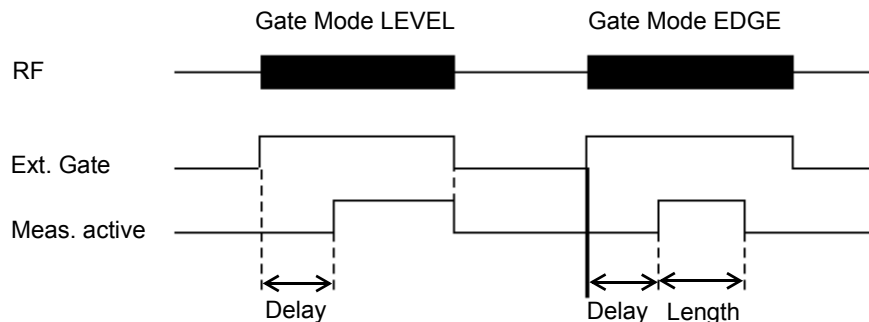 Gate Mode LEVEL
Gate Mode EDGE
RF
Ext. Gate
Meas. active
Delay
Delay
Length